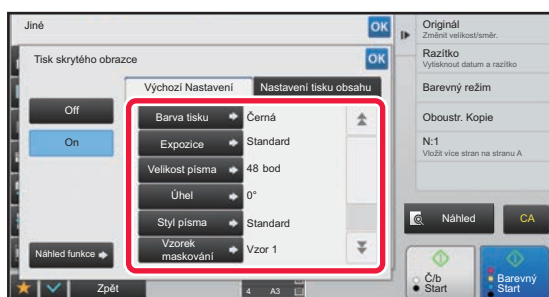 Jiné
OK
Tisk skrytého obrazce
OK
Výchozí Nastavení
Nastavení tisku obsahu
Off
On
Barva tisku
Černá
Expozice
Standard
Velikost písma
48 bod
Úhel
0°
Styl písma
Standard
Vzorek
maskování
Vzor 1
Náhled funkce
Zpět
4 A3
Originál
Změnit velikost/směr.
Razítko
Vytisknout datum a razítko
Barevný režim
Oboustr. Kopie
N:1
Vložit více stran na stranu A
Náhled
CA
Č/b
Start
Barevný
Start